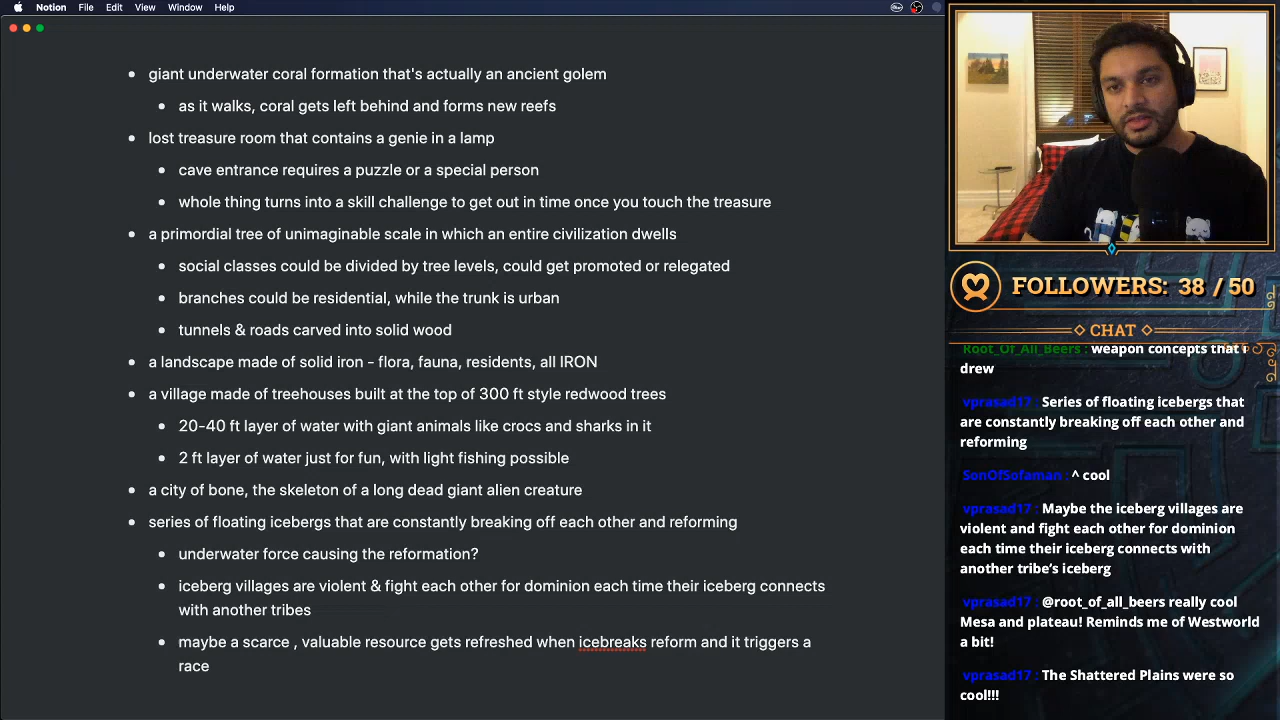 Notion File Edit View Window Help
giant underwater coral formation that's actually an ancient golem
as it walks, coral gets left behind and forms new reefs
lost treasure room that contains a genie in a lamp
cave entrance requires a puzzle or a special person
whole thing turns into a skill challenge to get out in time once you touch the treasure
a primordial tree of unimaginable scale in which an entire civilization dwells
social classes could be divided by tree levels, could get promoted or relegated
branches could be residential, while the trunk is urban
tunnels & roads carved into solid wood
a landscape made of solid iron - flora, fauna, residents, all IRON
a village made of treehouses built at the top of 300 ft style redwood trees
20-40 ft layer of water with giant animals like crocs and sharks in it
2 ft layer of water just for fun, with light fishing possible
a city of bone, the skeleton of a long dead giant alien creature
series of floating icebergs that are constantly breaking off each other and reforming
underwater force causing the reformation?
iceberg villages are violent & fight each other for dominion each time their iceberg connects
with another tribes
maybe a scarce , valuable resource gets refreshed when icebreaks reform and it triggers a
race
FOLLOWERS: 38 / 50
CHAT
Root_Of_All_Beers : weapon concepts that i
drew
vprasad17 : Series of floating icebergs that
are constantly breaking off each other and
reforming
SonOfSofaman : ^ cool
vprasad17 : Maybe the iceberg villages are
violent and fight each other for dominion
each time their iceberg connects with
another tribe's iceberg
vprasad17 : @root_of_all_beers really cool
Mesa and plateau! Reminds me of Westworld
a bit!
vprasad17 : The Shattered Plains were so
cool!!!